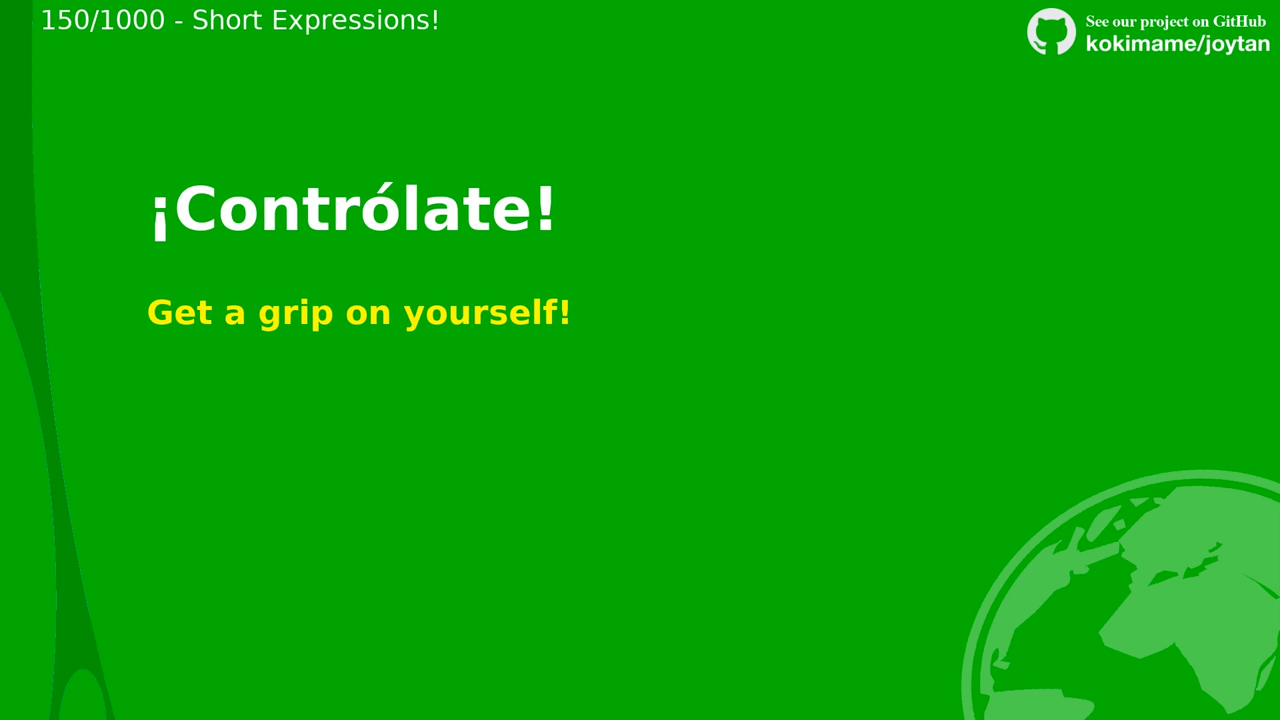 150/1000 - Short Expressions!
See our project on GitHub
kokimame/joytan
¡Contrólate!
Get a grip on yourself!